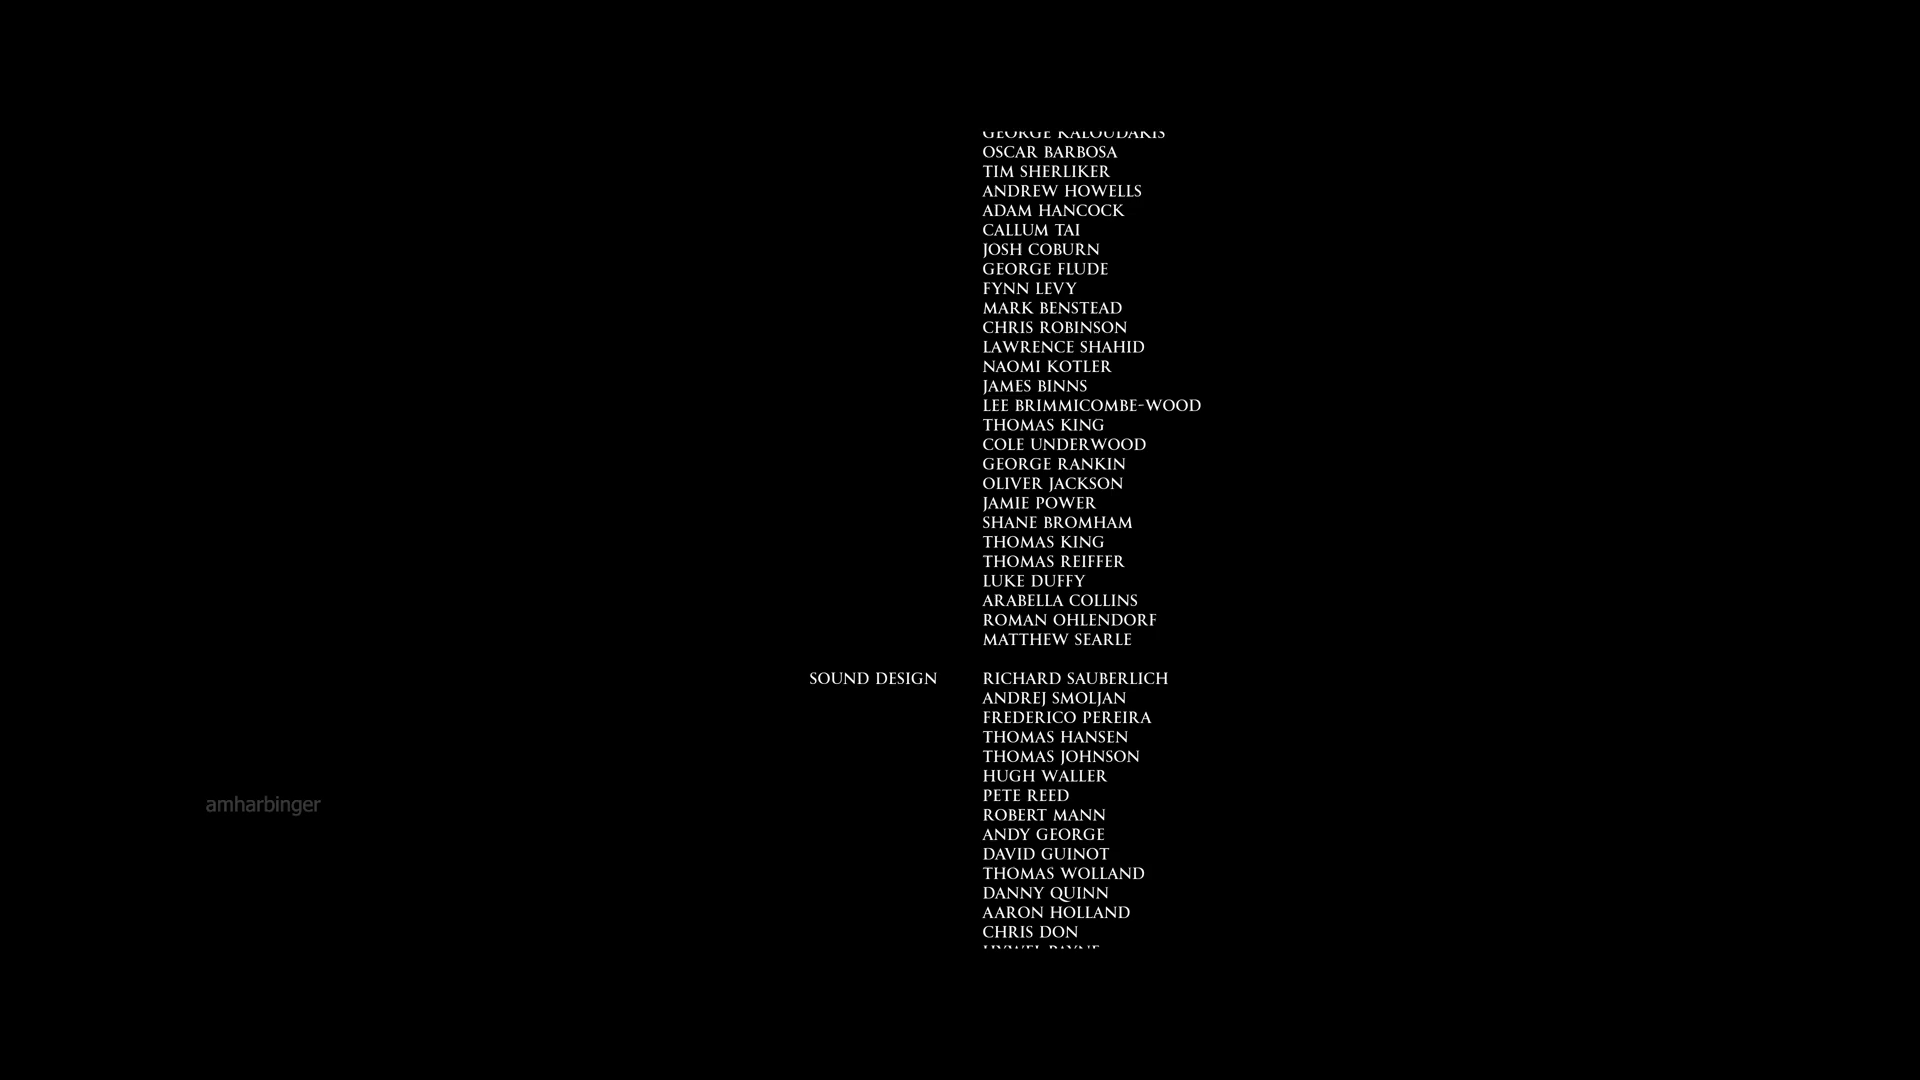 GEORGE KALOUDAKIS
OSCAR BARBOSA
TIM SHERLIKER
ANDREW HOWELLS
ADAM HANCOCK
CALLUM TAI
JOSH COBURN
GEORGE FLUDE
FYNN LEVY
MARK BENSTEAD
CHRIS ROBINSON
LAWRENCE SHAHID
NAOMI KOTLER
JAMES BINNS
LEE BRIMMICOMBE-WOOD
THOMAS KING
COLE UNDERWOOD
GEORGE RANKIN
OLIVER JACKSON
JAMIE POWER
SHANE BROMHAM
THOMAS KING
THOMAS REIFFER
LUKE DUFFY
ARABELLA COLLINS
ROMAN OHLENDORF
MATTHEW SEARLE
SOUND DESIGN RICHARD SAUBERLICH
ANDREJ SMOLJAN
FREDERICO PEREIRA
THOMAS HANSEN
THOMAS JOHNSON
HUGH WALLER
PETE REED
amharbinger
ROBERT MANN
ANDY GEORGE
DAVID GUINOT
THOMAS WOLLAND
DANNY QUINN
AARON HOLLAND
CHRIS DON